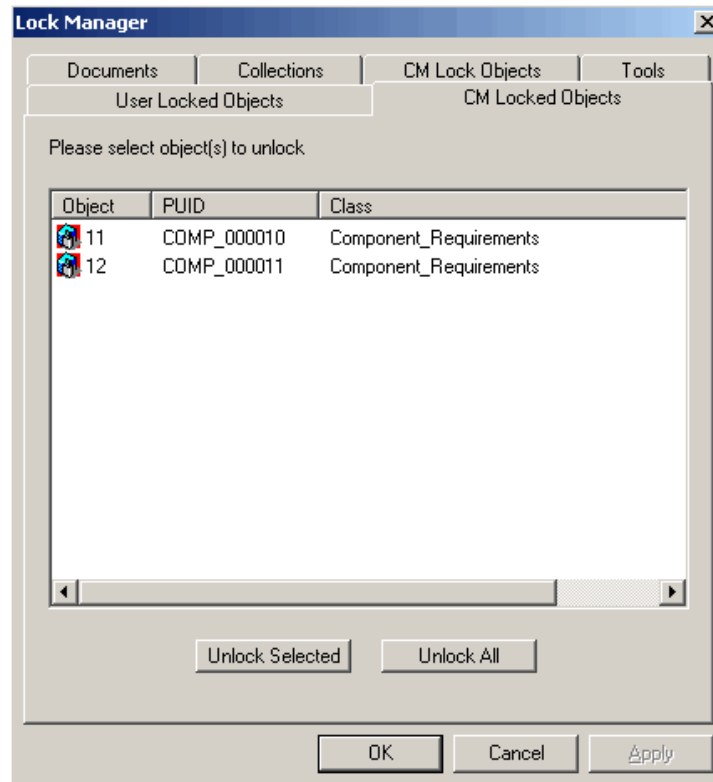 Lock Manager
Documents Collections CM Lock Objects Tools
User Locked Objects CM Locked Objects
Please select object(s) to unlock
Object PUID Class
11 COMP_000010 Component_Requirements
12 COMP_000011 Component_Requirements
Unlock Selected Unlock All
OK Cancel Apply